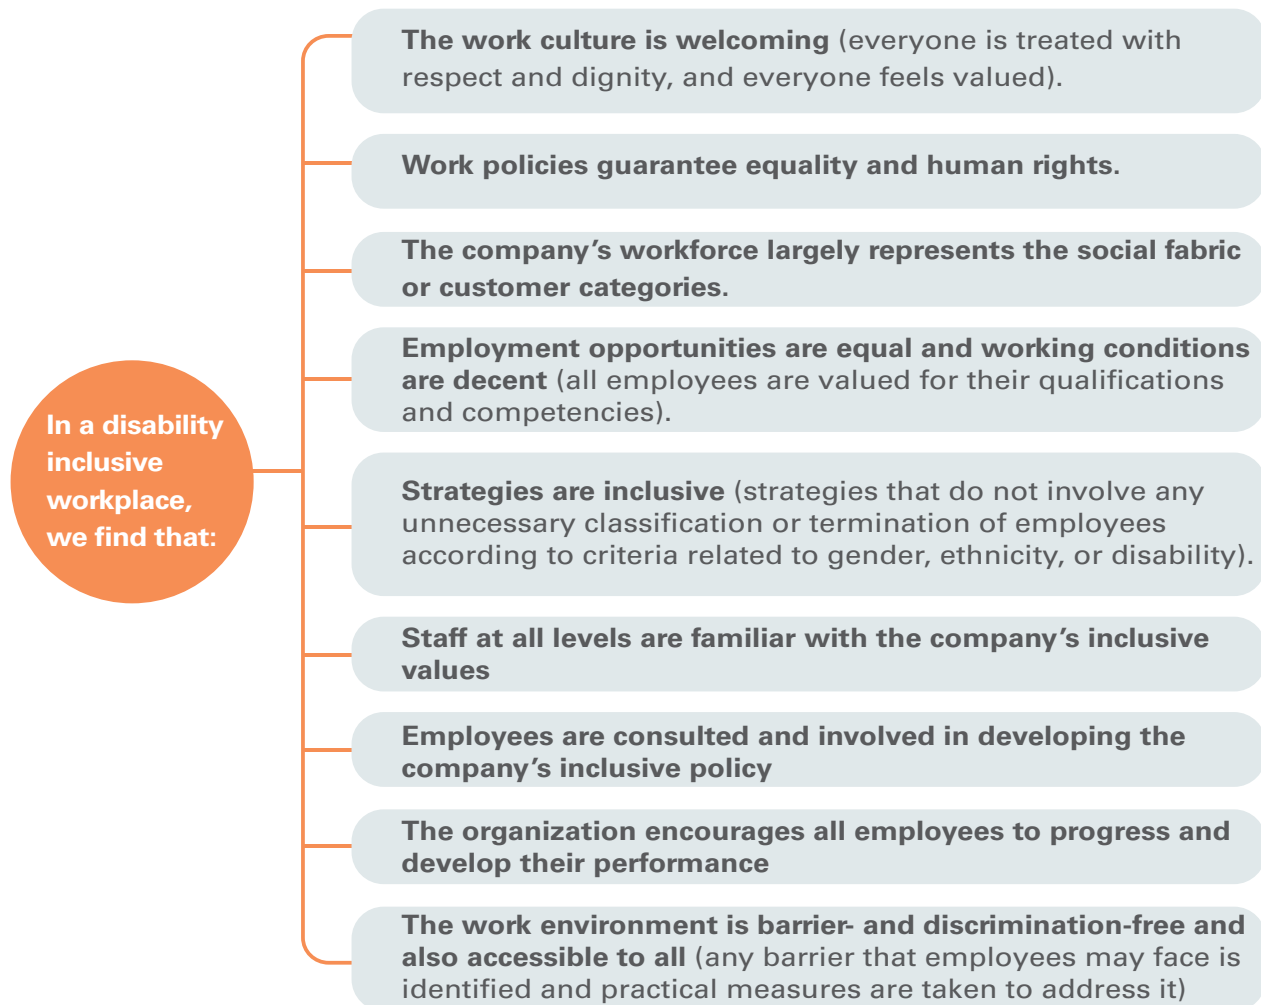 In a disability
inclusive
workplace,
we find that:
The work culture is welcoming (everyone is treated with
respect and dignity, and everyone feels valued).
Work policies guarantee equality and human rights.
The company’s workforce largely represents the social fabric
or customer categories.
Employment opportunities are equal and working conditions
are decent (all employees are valued for their qualifications
and competencies).
Strategies are inclusive (strategies that do not involve any
unnecessary classification or termination of employees
according to criteria related to gender, ethnicity, or disability).
Staff at all levels are familiar with the company’s inclusive
values
Employees are consulted and involved in developing the
company’s inclusive policy
The organization encourages all employees to progress and
develop their performance
The work environment is barrier- and discrimination-free and
also accessible to all (any barrier that employees may face is
identified and practical measures are taken to address it)